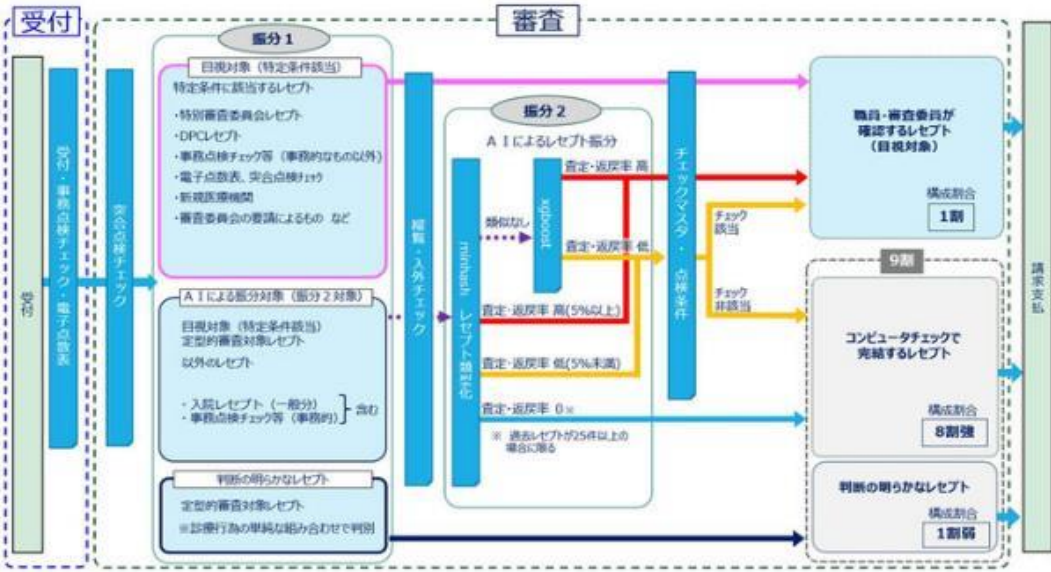 受付
審査
受付
受付・事務点検チェック・電子点数表
突合点検チェック
振分1
目視対象（特定条件該当）
特定条件に該当するレセプト
・特別審査委員会レセプト
・DPCレセプト
・事務点検チェック等（事務的なもの以外）
・電子点数表、突合点検チェック
・新規医療機関
・審査委員会の要請によるもの など
AIによる振分対象（振分2対象）
目視対象（特定条件該当）
定型的審査対象レセプト
以外のレセプト
・入院レセプト（一般分）
・事務点検チェック等（事務的）
含む
判断の明らかなレセプト
定型的審査対象レセプト
※診療行為の単純な組み合わせで判別
縦覧・入外チェック
振分2
AIによるレセプト振分
minhash レセプト類型化
類似なし
xgboost
査定・返戻率 高
査定・返戻率 低
査定・返戻率 高(5%以上)
査定・返戻率 低(5%未満)
査定・返戻率 0※
※ 過去レセプトが25件以上の
場合に限る
チェックマスタ・点検条件
チェック
該当
チェック
非該当
職員・審査委員が
確認するレセプト
（目視対象）
構成割合
1割
9割
コンピュータチェックで
完結するレセプト
構成割合
8割強
判断の明らかなレセプト
構成割合
1割弱
請求支払